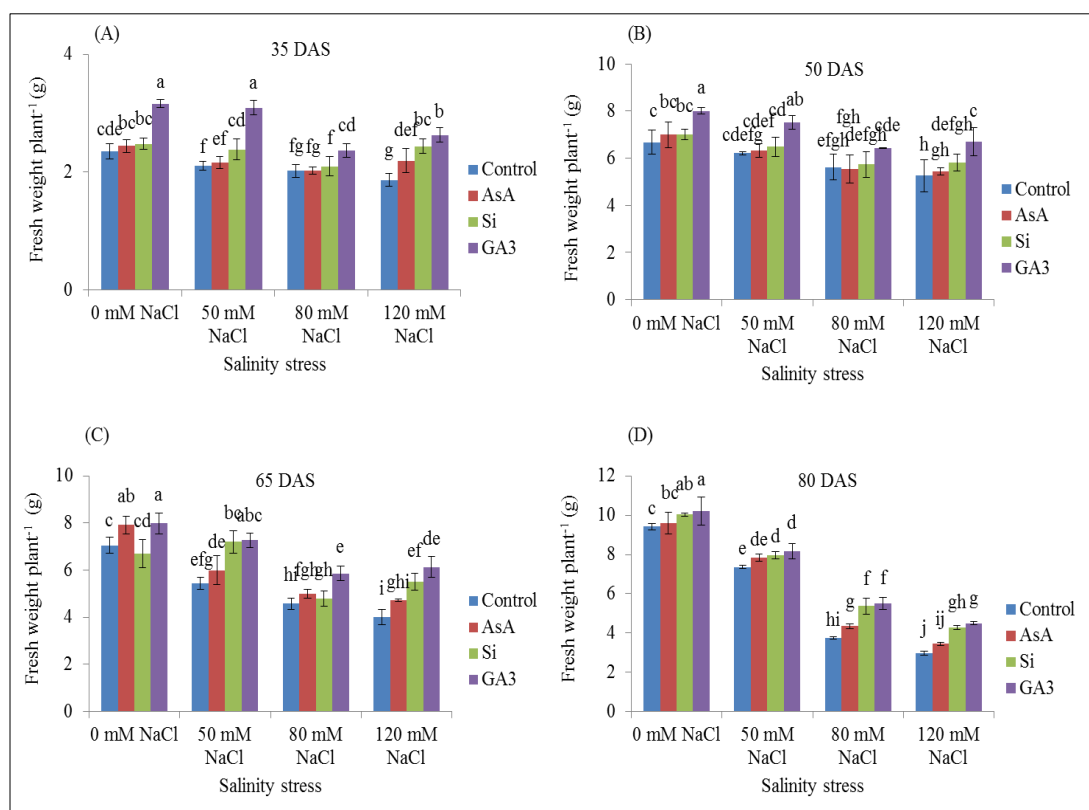 (A)
35 DAS
Fresh weight plant-1 (g)
4
2
0
cde bc bc a
f ef cd a
fg fg f cd
g def bc b
0 mM NaCl 50 mM 80 mM 120 mM
NaCl NaCl NaCl
Salinity stress
Control
AsA
Si
GA3
(B)
50 DAS
Fresh weight plant-1 (g)
10
8
6
4
2
0
c bc bc a
cdefg cdef cd ab
efgh fgh defgh cde
h gh defgh c
0 mM NaCl 50 mM 80 mM 120 mM
NaCl NaCl NaCl
Salinity stress
Control
AsA
Si
GA3
(C)
65 DAS
Fresh weight plant-1 (g)
10
8
6
4
2
0
c ab cd a
efg de bc abc
hi fgh gh e
i ghi ef de
0 mM NaCl 50 mM 80 mM 120 mM
NaCl NaCl NaCl
Salinity stress
Control
AsA
Si
GA3
(D)
80 DAS
Fresh weight plant-1 (g)
12
10
8
6
4
2
0
c bc ab a
e de d d
hi g f f
j ij gh g
0 mM NaCl 50 mM 80 mM 120 mM
NaCl NaCl NaCl
Salinity stress
Control
AsA
Si
GA3